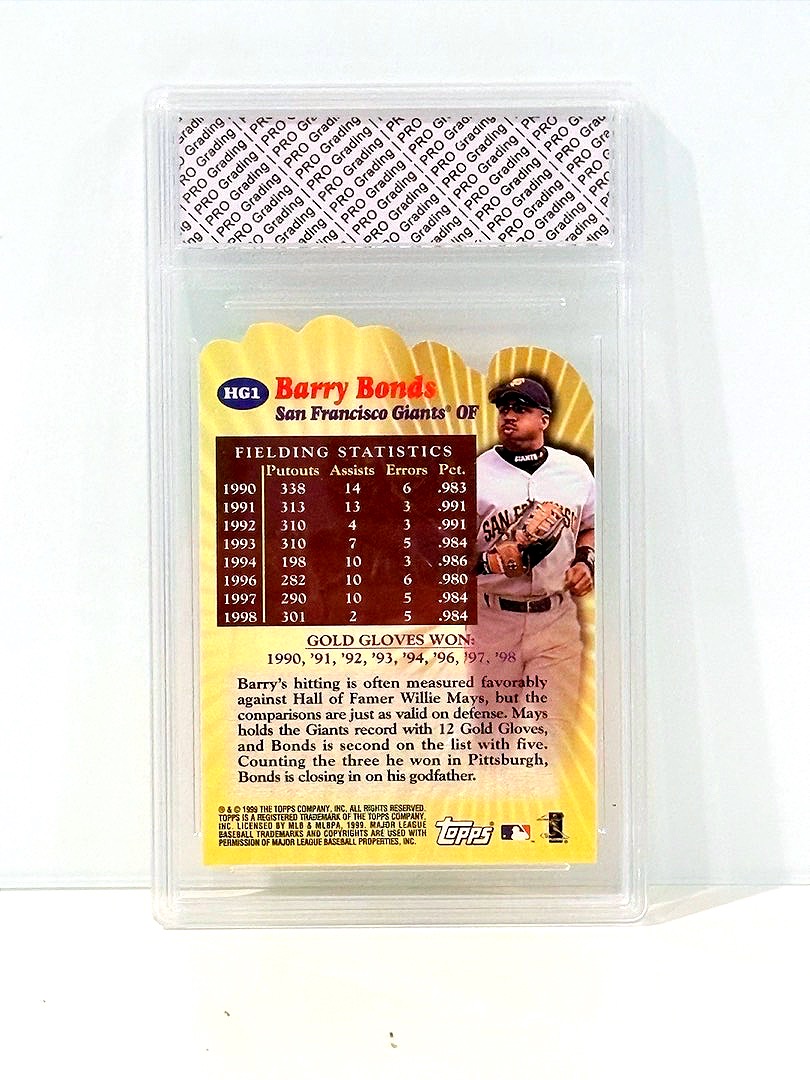 PRO Grading | PRO Grading | PRO Grading | PRO Grading
HG1 Barry Bonds
San Francisco Giants® OF
FIELDING STATISTICS
Putouts Assists Errors Pct.
1990 338 14 6 .983
1991 313 13 3 .991
1992 310 4 3 .991
1993 310 7 5 .984
1994 198 10 3 .986
1996 282 10 6 .980
1997 290 10 5 .984
1998 301 2 5 .984
GOLD GLOVES WON:
1990, '91, '92, '93, '94, '96, '97, '98
Barry's hitting is often measured favorably
against Hall of Famer Willie Mays, but the
comparisons are just as valid on defense. Mays
holds the Giants record with 12 Gold Gloves,
and Bonds is second on the list with five.
Counting the three he won in Pittsburgh,
Bonds is closing in on his godfather.
® & © 1999 THE TOPPS COMPANY, INC. ALL RIGHTS RESERVED.
TOPPS IS A REGISTERED TRADEMARK OF THE TOPPS COMPANY,
INC. LICENSED BY MLB & MLBPA, 1999. MAJOR LEAGUE
BASEBALL TRADEMARKS AND COPYRIGHTS ARE USED WITH
PERMISSION OF MAJOR LEAGUE BASEBALL PROPERTIES, INC.
TOPPS®